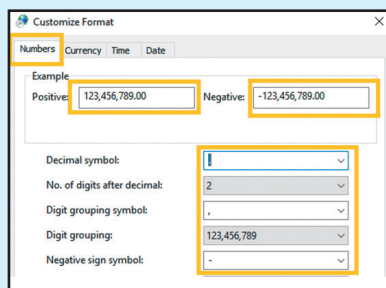 Customize Format
Numbers Currency Time Date
Example
Positive: 123,456,789.00 Negative: -123,456,789.00
Decimal symbol: .
No. of digits after decimal: 2
Digit grouping symbol: ,
Digit grouping: 123,456,789
Negative sign symbol: -